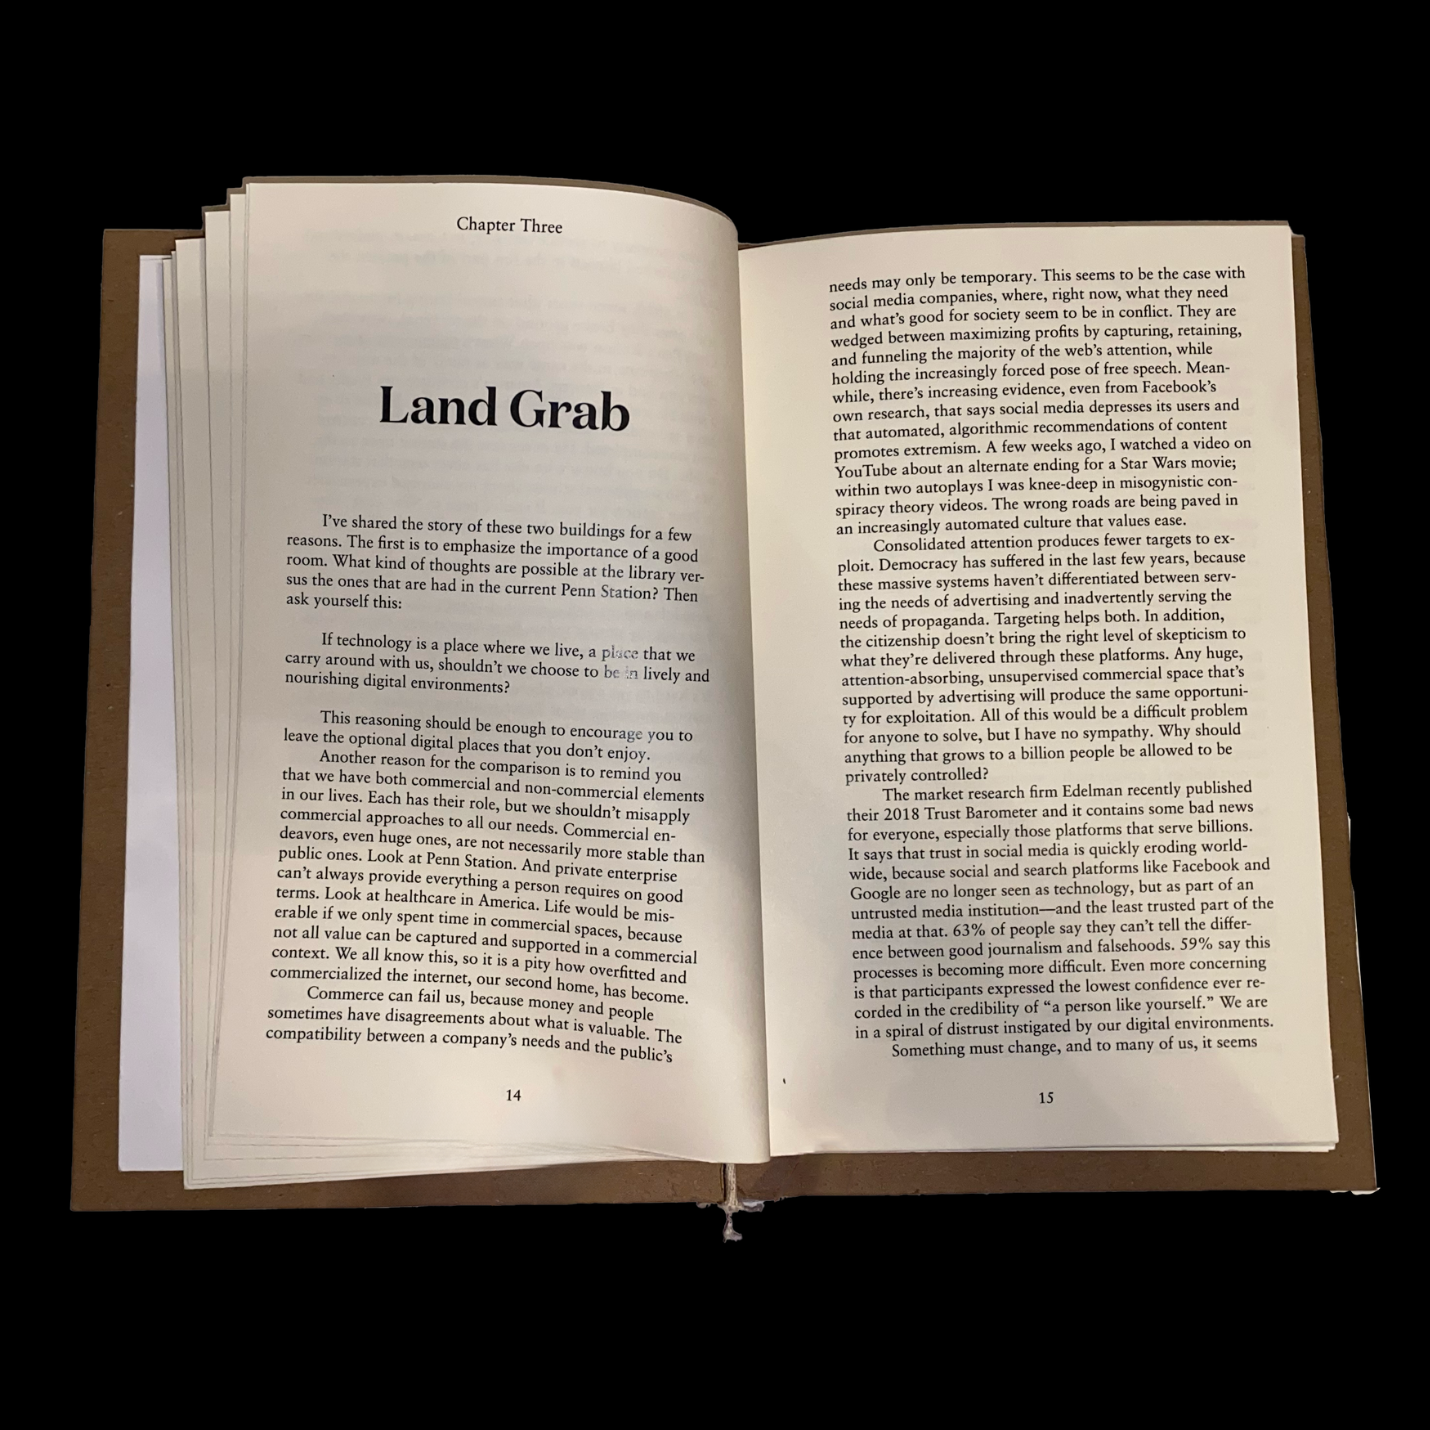 Chapter Three
Land Grab
I've shared the story of these two buildings for a few
reasons. The first is to emphasize the importance of a good
room. What kind of thoughts are possible at the library ver-
sus the ones that are had in the current Penn Station? Then
ask yourself this:
If technology is a place where we live, a place that we
carry around with us, shouldn't we choose to be in lively and
nourishing digital environments?
This reasoning should be enough to encourage you to
leave the optional digital places that you don't enjoy.
Another reason for the comparison is to remind you
that we have both commercial and non-commercial elements
in our lives. Each has their role, but we shouldn't misapply
commercial approaches to all our needs. Commercial en-
deavors, even huge ones, are not necessarily more stable than
public ones. Look at Penn Station. And private enterprise
can't always provide everything a person requires on good
terms. Look at healthcare in America. Life would be mis-
erable if we only spent time in commercial spaces, because
not all value can be captured and supported in a commercial
context. We all know this, so it is a pity how overfitted and
commercialized the internet, our second home, has become.
Commerce can fail us, because money and people
sometimes have disagreements about what is valuable. The
compatibility between a company's needs and the public's
14
needs may only be temporary. This seems to be the case with
social media companies, where, right now, what they need
and what's good for society seem to be in conflict. They are
wedged between maximizing profits by capturing, retaining,
and funneling the majority of the web's attention, while
holding the increasingly forced pose of free speech. Mean-
while, there's increasing evidence, even from Facebook's
own research, that says social media depresses its users and
that automated, algorithmic recommendations of content
promotes extremism. A few weeks ago, I watched a video on
YouTube about an alternate ending for a Star Wars movie;
within two autoplays I was knee-deep in misogynistic con-
spiracy theory videos. The wrong roads are being paved in
an increasingly automated culture that values ease.
Consolidated attention produces fewer targets to ex-
ploit. Democracy has suffered in the last few years, because
these massive systems haven't differentiated between serv-
ing the needs of advertising and inadvertently serving the
needs of propaganda. Targeting helps both. In addition,
the citizenship doesn't bring the right level of skepticism to
what they're delivered through these platforms. Any huge,
attention-absorbing, unsupervised commercial space that's
supported by advertising will produce the same opportuni-
ty for exploitation. All of this would be a difficult problem
for anyone to solve, but I have no sympathy. Why should
anything that grows to a billion people be allowed to be
privately controlled?
The market research firm Edelman recently published
their 2018 Trust Barometer and it contains some bad news
for everyone, especially those platforms that serve billions.
It says that trust in social media is quickly eroding world-
wide, because social and search platforms like Facebook and
Google are no longer seen as technology, but as part of an
untrusted media institution—and the least trusted part of the
media at that. 63% of people say they can't tell the differ-
ence between good journalism and falsehoods. 59% say this
processes is becoming more difficult. Even more concerning
is that participants expressed the lowest confidence ever re-
corded in the credibility of “a person like yourself.” We are
in a spiral of distrust instigated by our digital environments.
Something must change, and to many of us, it seems
15